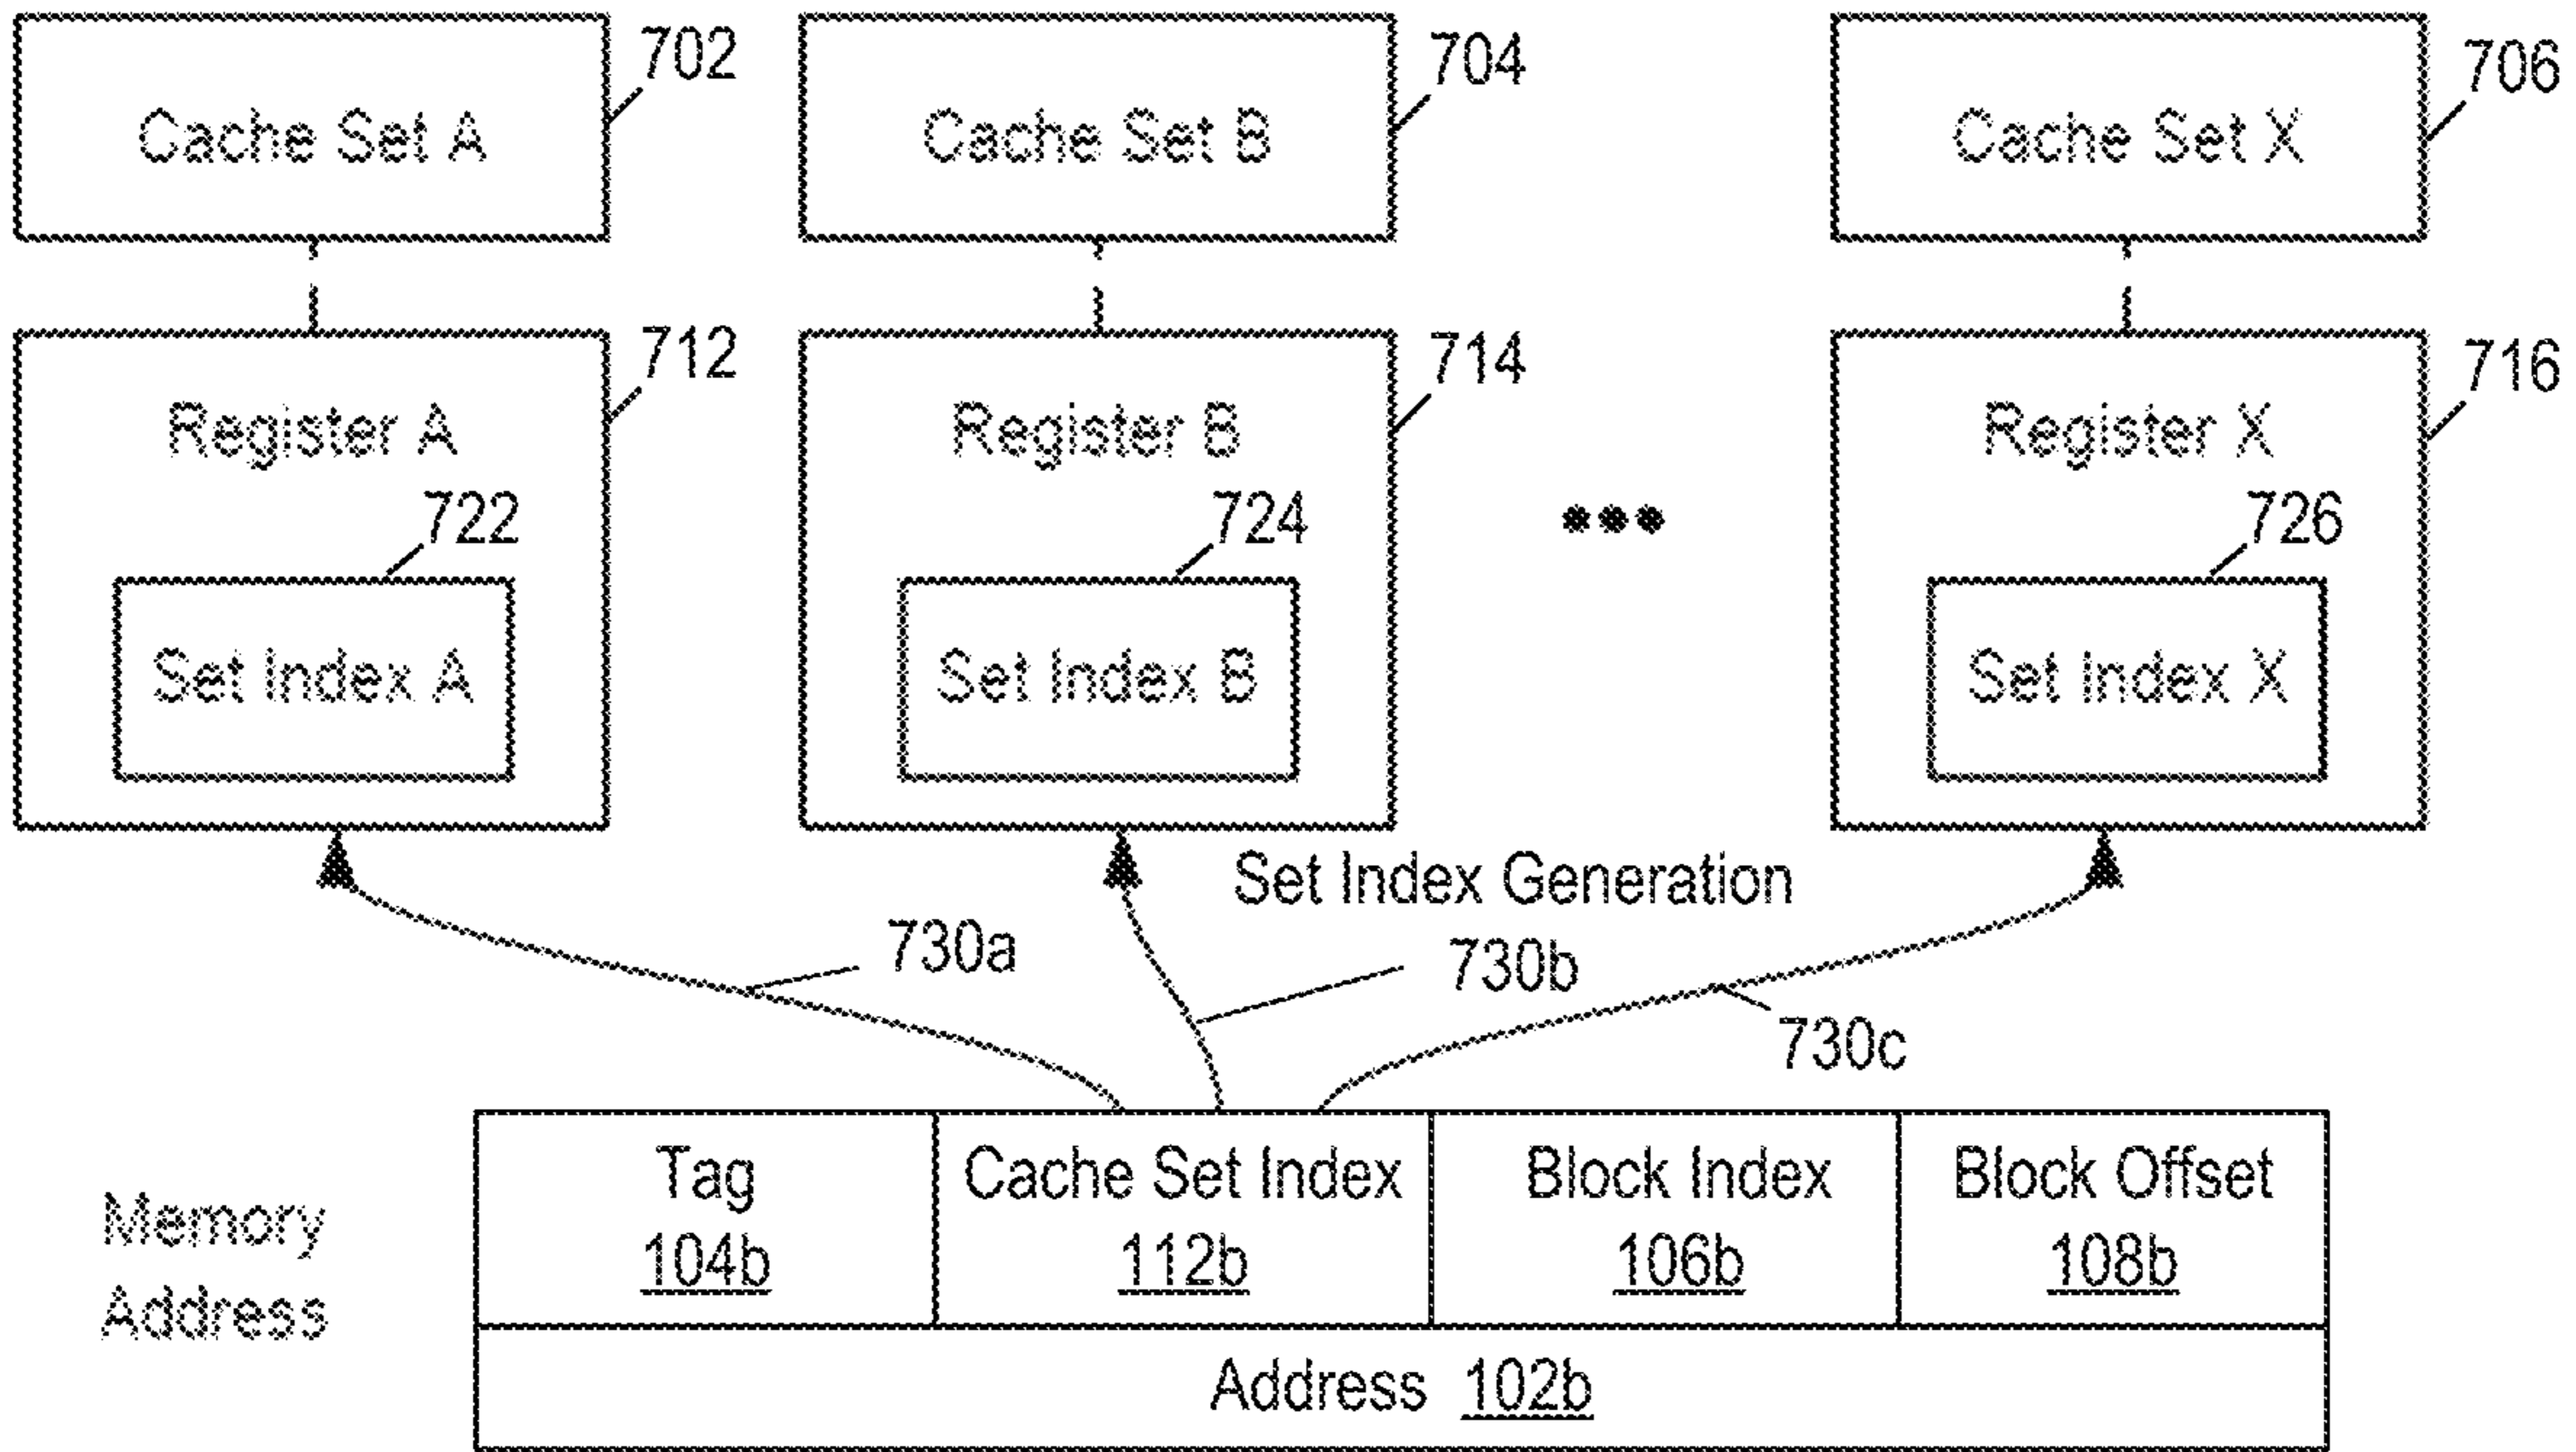 702
704
706
Cache Set A
Cache Set B
Cache Set X
712
714
716
Register A
Register B
Register X
722
724
726
Set Index A
Set Index B
Set Index X
Set Index Generation
730a
730b
730c
Memory
Address
Tag
104b
Cache Set Index
112b
Block Index
106b
Block Offset
108b
Address 102b